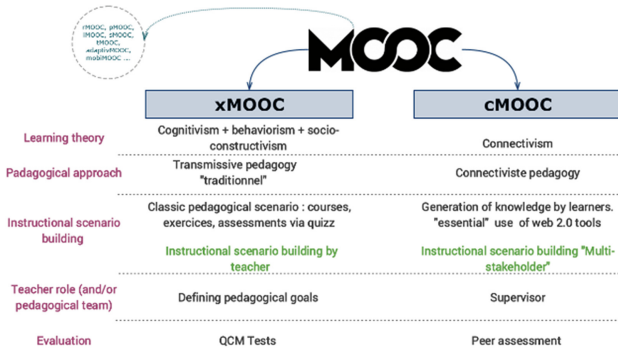 rMOOC, pMOOC,
iMOOC, sMOOC,
tMOOC,
adaptivMOOC,
mobiMOOC ....
MOOC
xMOOC
cMOOC
Learning theory
Cognitivism + behaviorism + socio-
constructivism
Connectivism
Padagogical approach
Transmissive pedagogy
"traditionnel"
Connectiviste pedagogy
Instructional scenario
building
Classic pedagogical scenario : courses,
exercices, assessments via quizz
Generation of knowledge by learners.
"essential" use of web 2.0 tools
Instructional scenario building by
teacher
Instructional scenario building "Multi-
stakeholder"
Teacher role (and/or
pedagogical team)
Defining pedagogical goals
Supervisor
Evaluation
QCM Tests
Peer assessment